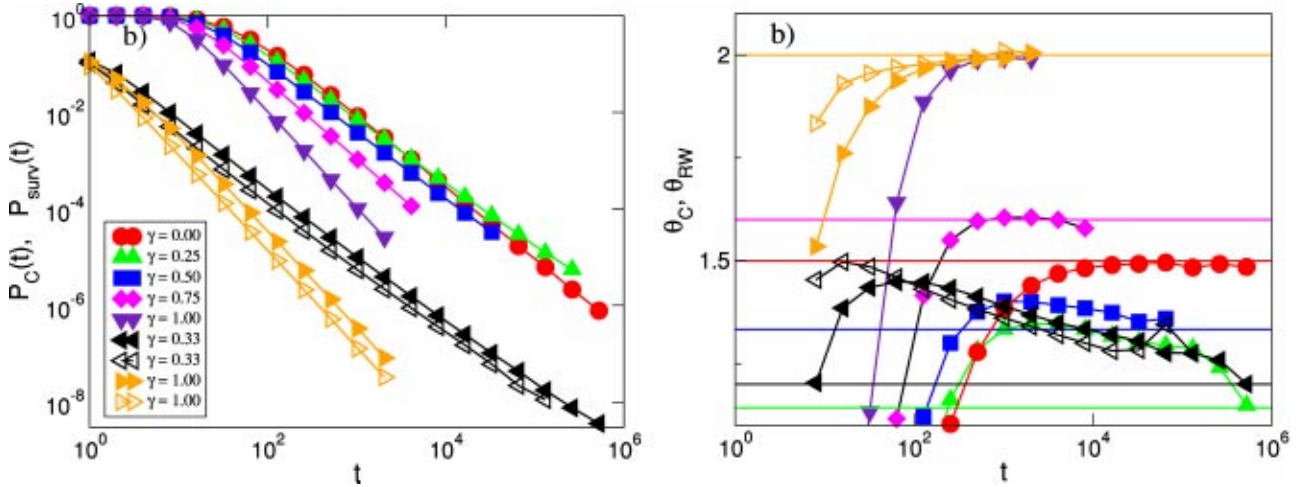 b)
10^0
10^-2
10^-4
10^-6
10^-8
P_C(t), P_surv(t)
γ = 0.00
γ = 0.25
γ = 0.50
γ = 0.75
γ = 1.00
γ = 0.33
γ = 0.33
γ = 1.00
γ = 1.00
10^0 10^2 10^4 10^6
t
b)
2
1.5
θ_C, θ_RW
10^0 10^2 10^4 10^6
t